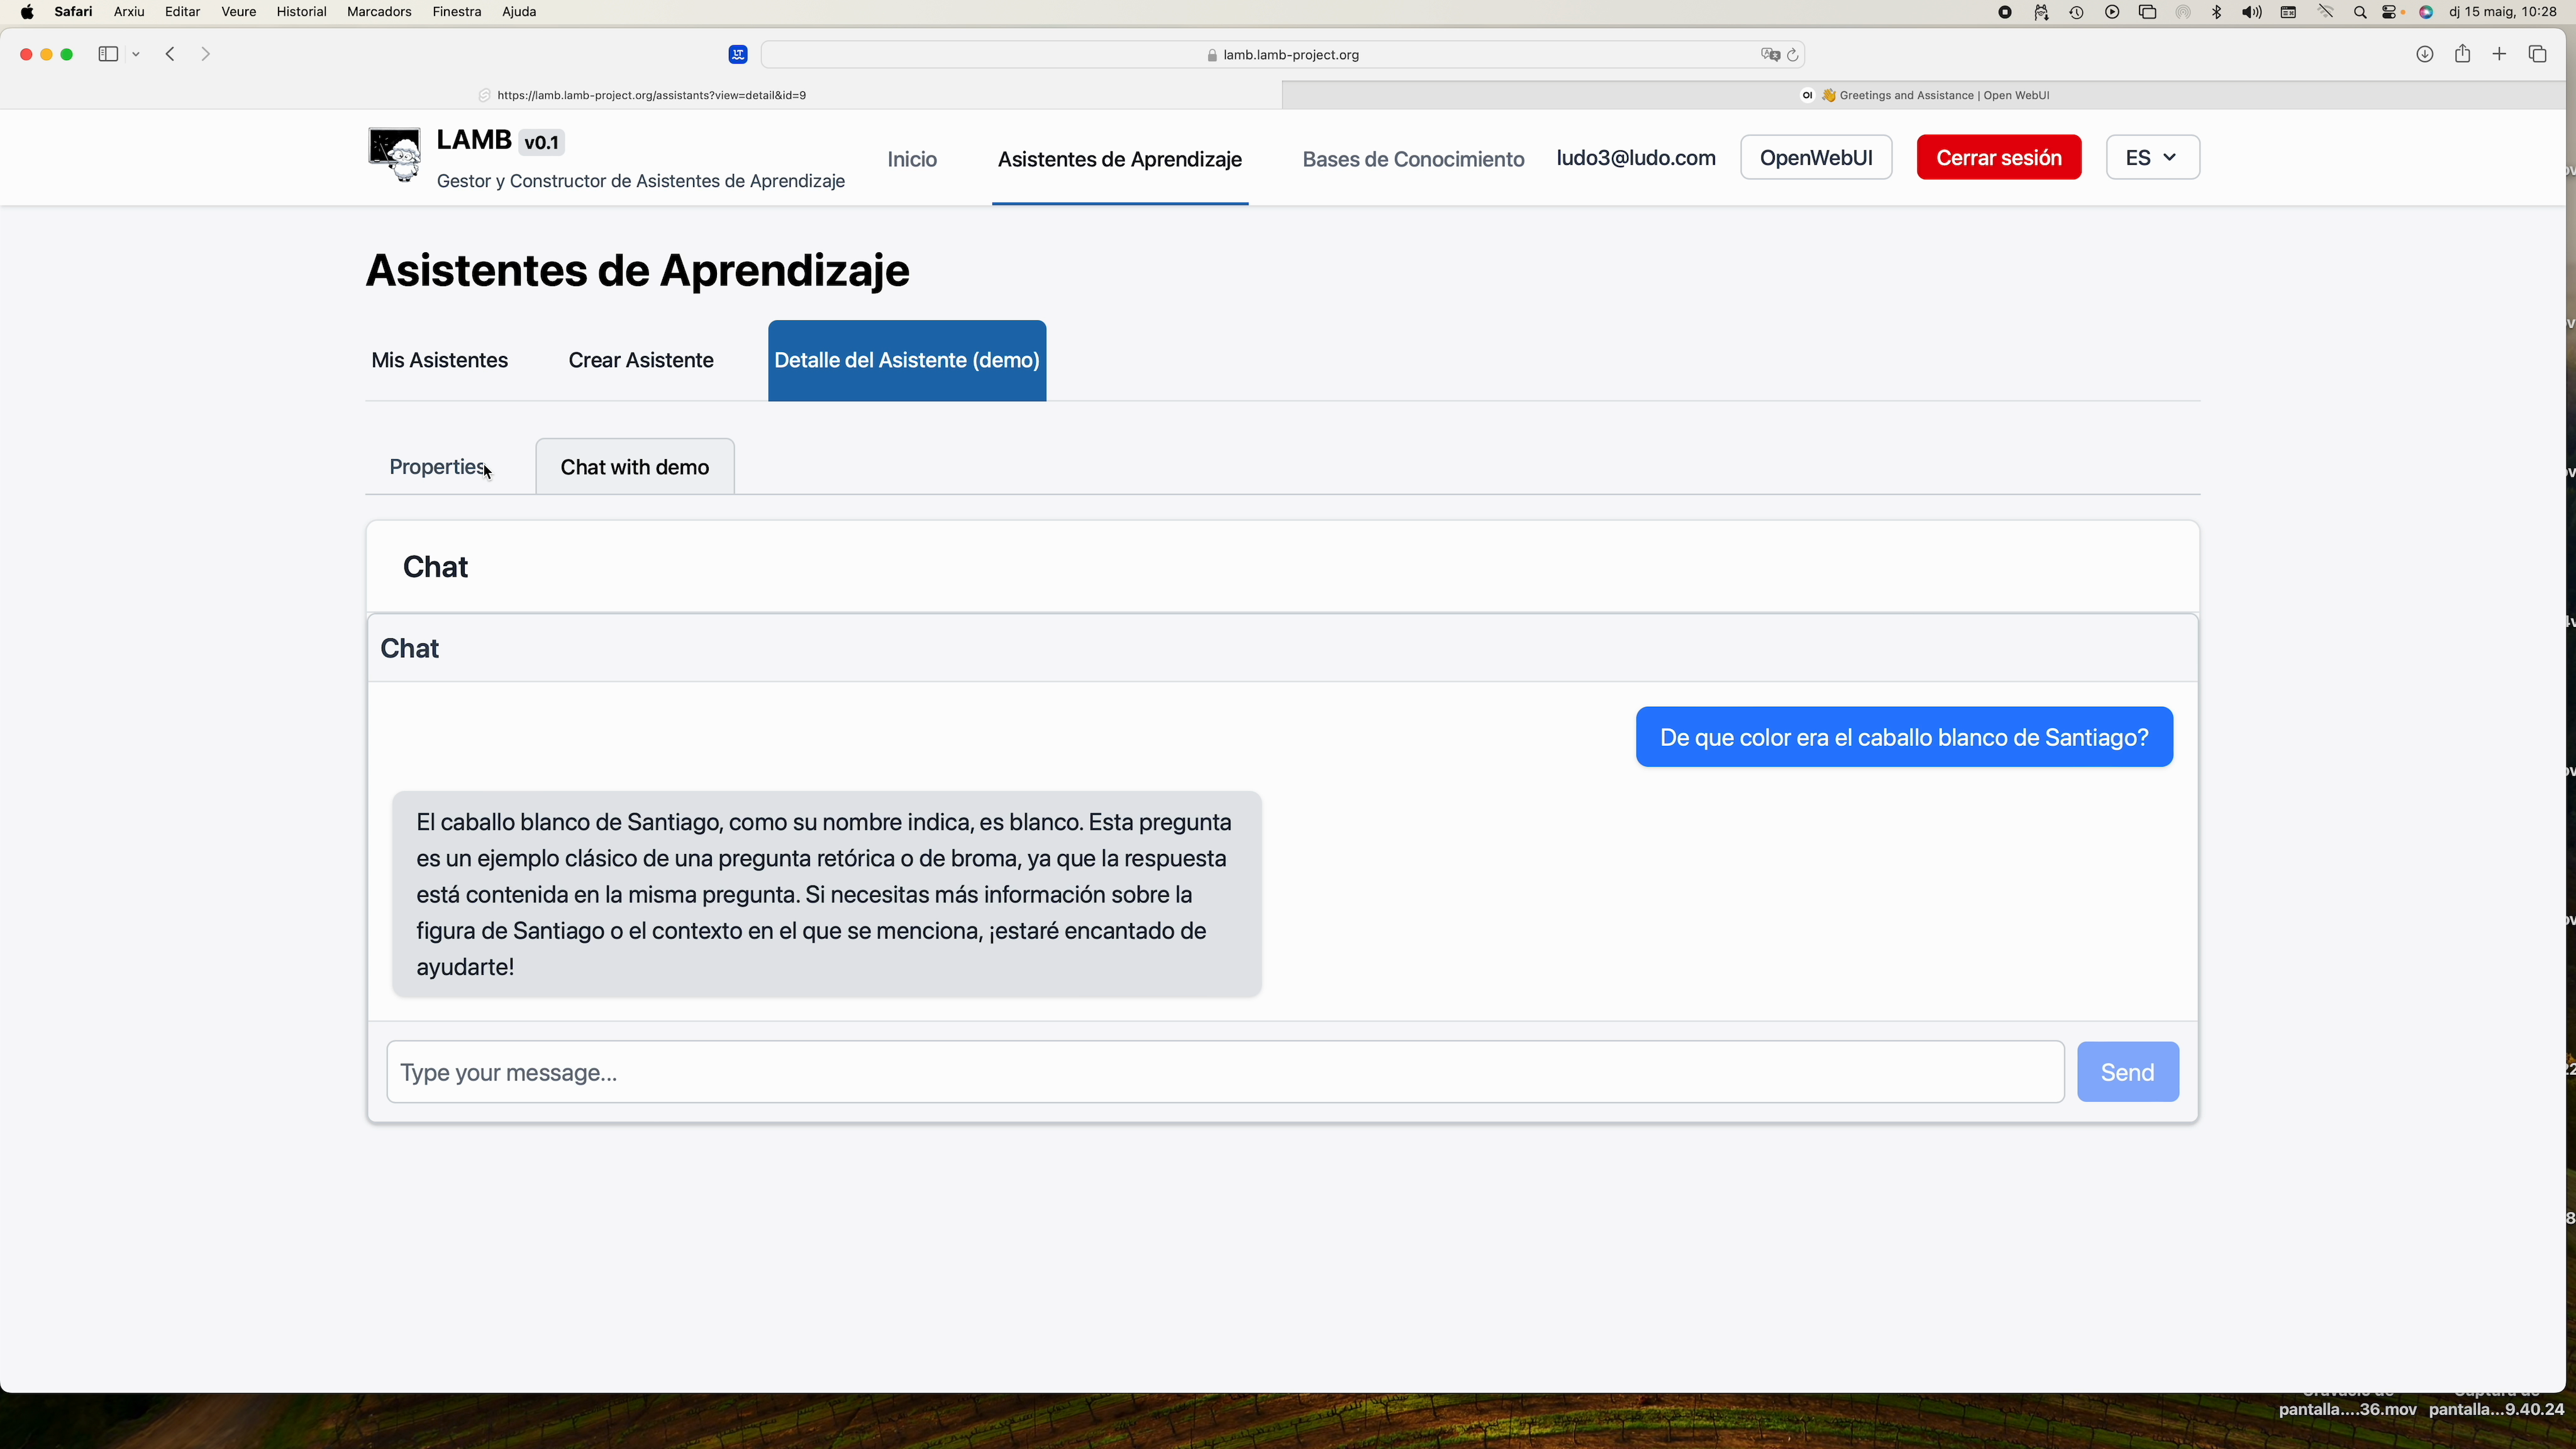 Safari Arxiu Editar Veure Historial Marcadors Finestra Ajuda
dj 15 maig, 10:28
lamb.lamb-project.org
https://lamb.lamb-project.org/assistants?view=detail&id=9
OI 👋 Greetings and Assistance | Open WebUI
LAMB v0.1
Gestor y Constructor de Asistentes de Aprendizaje
Inicio
Asistentes de Aprendizaje
Bases de Conocimiento
ludo3@ludo.com
OpenWebUI
Cerrar sesión
ES
Asistentes de Aprendizaje
Mis Asistentes
Crear Asistente
Detalle del Asistente (demo)
Properties
Chat with demo
Chat
Chat
De que color era el caballo blanco de Santiago?
El caballo blanco de Santiago, como su nombre indica, es blanco. Esta pregunta
es un ejemplo clásico de una pregunta retórica o de broma, ya que la respuesta
está contenida en la misma pregunta. Si necesitas más información sobre la
figura de Santiago o el contexto en el que se menciona, ¡estaré encantado de
ayudarte!
Type your message...
Send
pantalla....36.mov pantalla...9.40.24